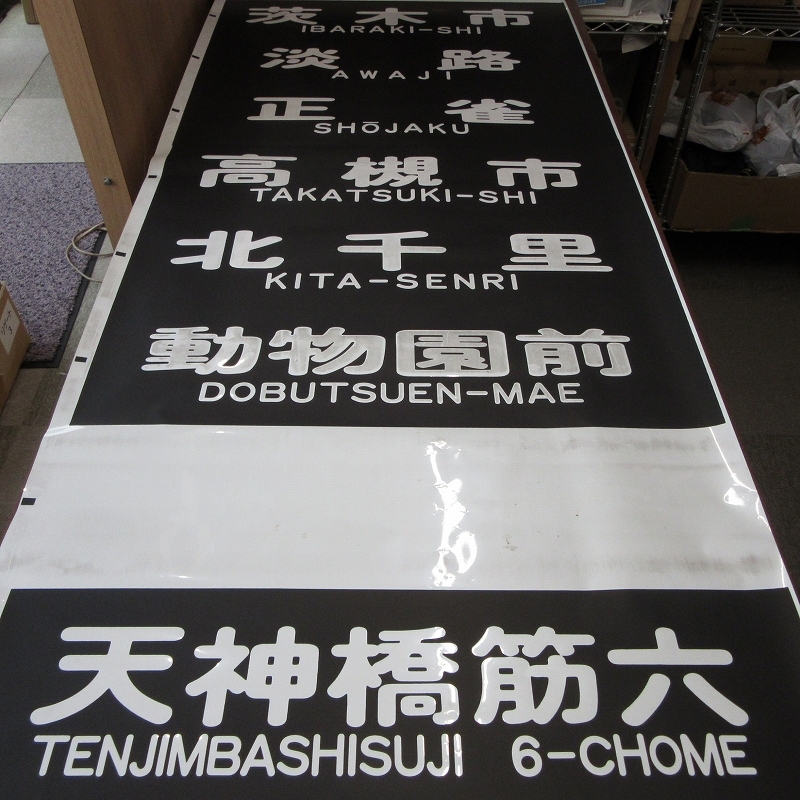 茨木市
IBARAKI-SHI
淡路
AWAJI
正雀
SHŌJAKU
高槻市
TAKATSUKI-SHI
北千里
KITA-SENRI
動物園前
DOBUTSUEN-MAE
天神橋筋六
TENJIMBASHISUJI 6-CHOME